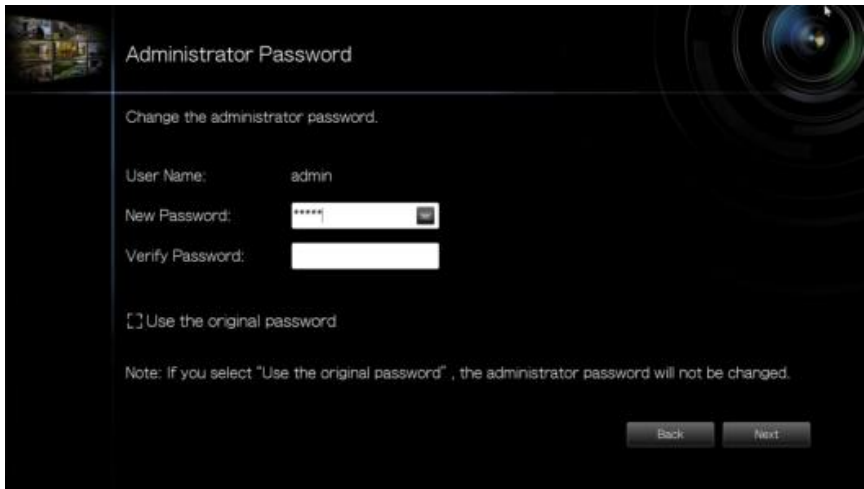 Administrator Password
Change the administrator password.
User Name: admin
New Password: *****
Verify Password:
Use the original password
Note: If you select "Use the original password" , the administrator password will not be changed.
Back Next